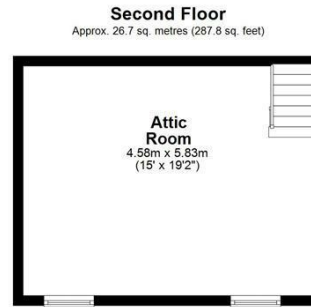 Second Floor
Approx. 26.7 sq. metres (287.8 sq. feet)
Attic
Room
4.58m x 5.83m
(15' x 19'2")